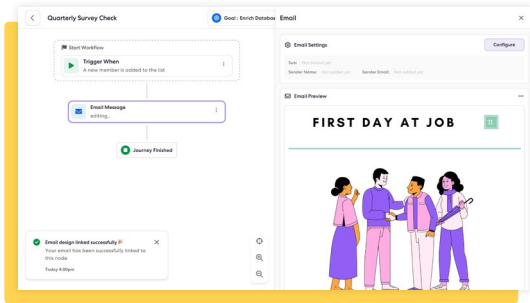 Quarterly Survey Check
Goal : Enrich Databas
Start Workflow
Trigger When
A new member is added to the list
Email Message
editing..
Journey Finished
Email design linked successfully 🎉
Your email has been successfully linked to
this node
Today 4:00pm
Email
Email Settings
Configure
Not added yet
Sender Name: Not added yet Sender Email: Not added yet
Email Preview
FIRST DAY AT JOB